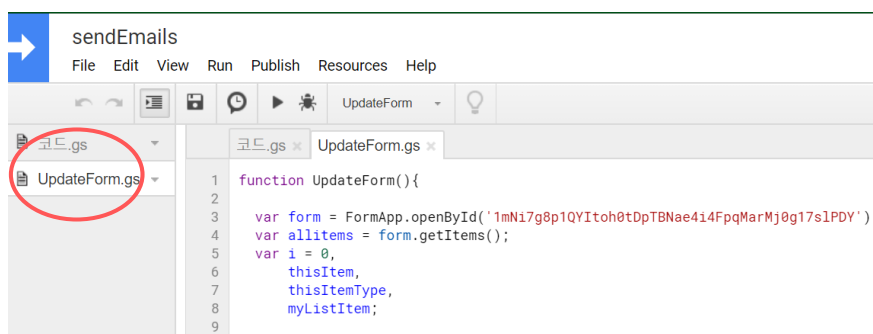 sendEmails
File Edit View Run Publish Resources Help
UpdateForm
코드.gs
UpdateForm.gs
코드.gs × UpdateForm.gs ×
1 function UpdateForm(){
2
3 var form = FormApp.openById('1mNi7g8p1QYItoh0tDpTBNae4i4FpqMarMj0g17slPDY')
4 var allitems = form.getItems();
5 var i = 0,
6 thisItem,
7 thisItemType,
8 myListItem;
9